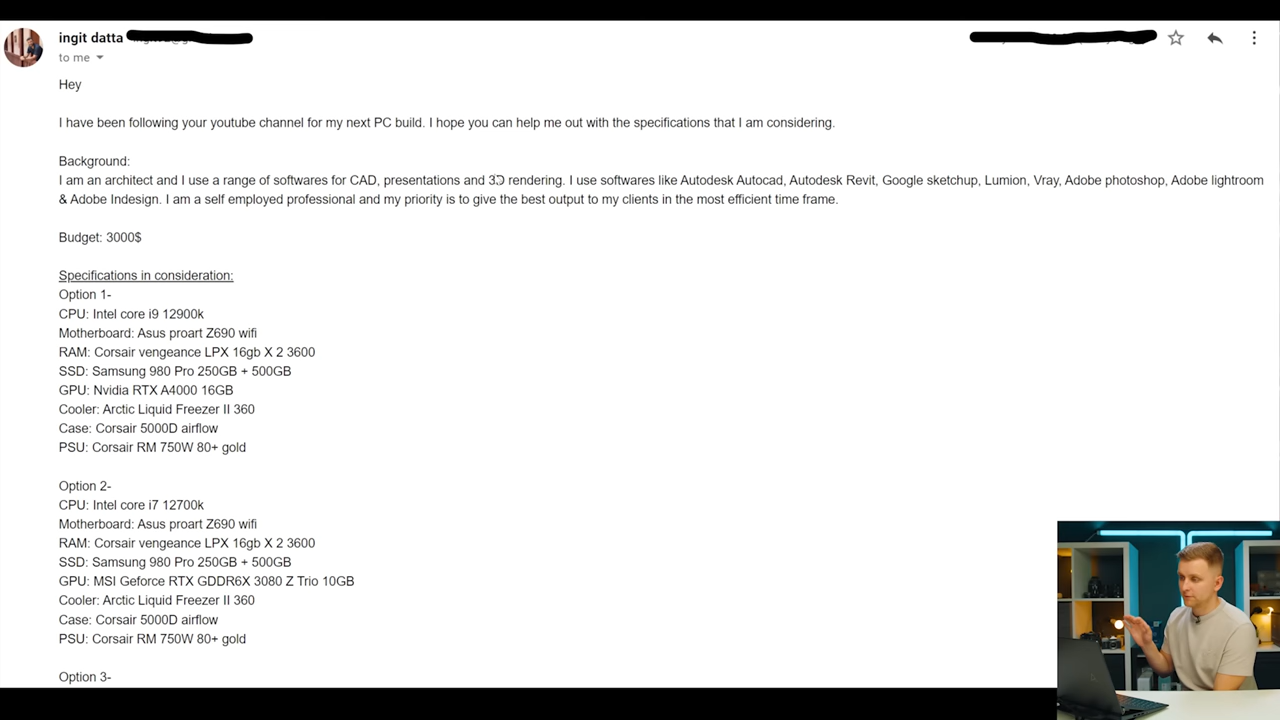 ingit datta
to me
Hey
I have been following your youtube channel for my next PC build. I hope you can help me out with the specifications that I am considering.
Background:
I am an architect and I use a range of softwares for CAD, presentations and 3D rendering. I use softwares like Autodesk Autocad, Autodesk Revit, Google sketchup, Lumion, Vray, Adobe photoshop, Adobe lightroom
& Adobe Indesign. I am a self employed professional and my priority is to give the best output to my clients in the most efficient time frame.
Budget: 3000$
Specifications in consideration:
Option 1-
CPU: Intel core i9 12900k
Motherboard: Asus proart Z690 wifi
RAM: Corsair vengeance LPX 16gb X 2 3600
SSD: Samsung 980 Pro 250GB + 500GB
GPU: Nvidia RTX A4000 16GB
Cooler: Arctic Liquid Freezer II 360
Case: Corsair 5000D airflow
PSU: Corsair RM 750W 80+ gold
Option 2-
CPU: Intel core i7 12700k
Motherboard: Asus proart Z690 wifi
RAM: Corsair vengeance LPX 16gb X 2 3600
SSD: Samsung 980 Pro 250GB + 500GB
GPU: MSI Geforce RTX GDDR6X 3080 Z Trio 10GB
Cooler: Arctic Liquid Freezer II 360
Case: Corsair 5000D airflow
PSU: Corsair RM 750W 80+ gold
Option 3-